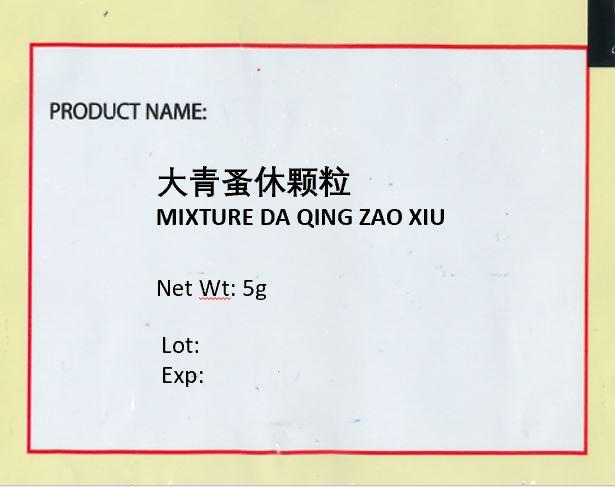 PRODUCT NAME:
大青蚤休颗粒
MIXTURE DA QING ZAO XIU
Net Wt: 5g
Lot:
Exp: